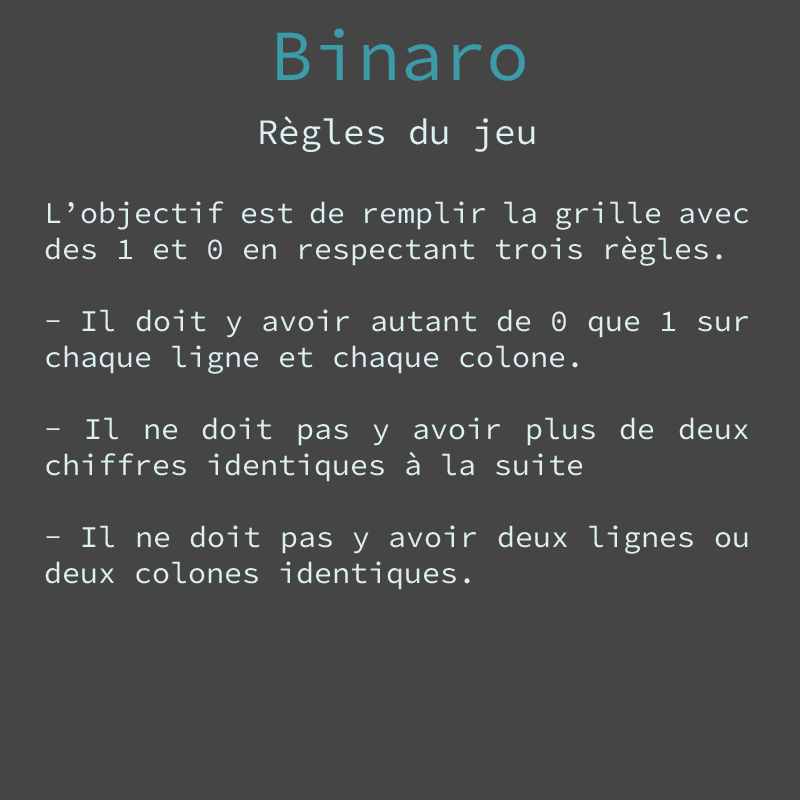 Binaro
Règles du jeu
L’objectif est de remplir la grille avec
des 1 et 0 en respectant trois règles.
- Il doit y avoir autant de 0 que 1 sur
chaque ligne et chaque colone.
- Il ne doit pas y avoir plus de deux
chiffres identiques à la suite
- Il ne doit pas y avoir deux lignes ou
deux colones identiques.